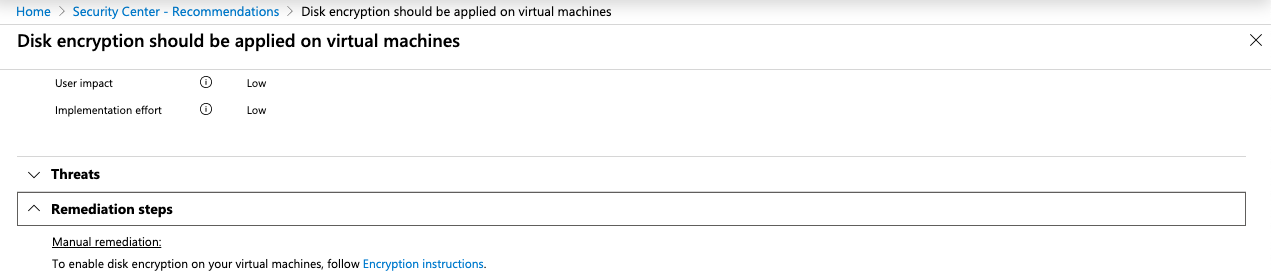 Home > Security Center - Recommendations > Disk encryption should be applied on virtual machines
Disk encryption should be applied on virtual machines
User impact Low
Implementation effort Low
Threats
Remediation steps
Manual remediation:
To enable disk encryption on your virtual machines, follow Encryption instructions.